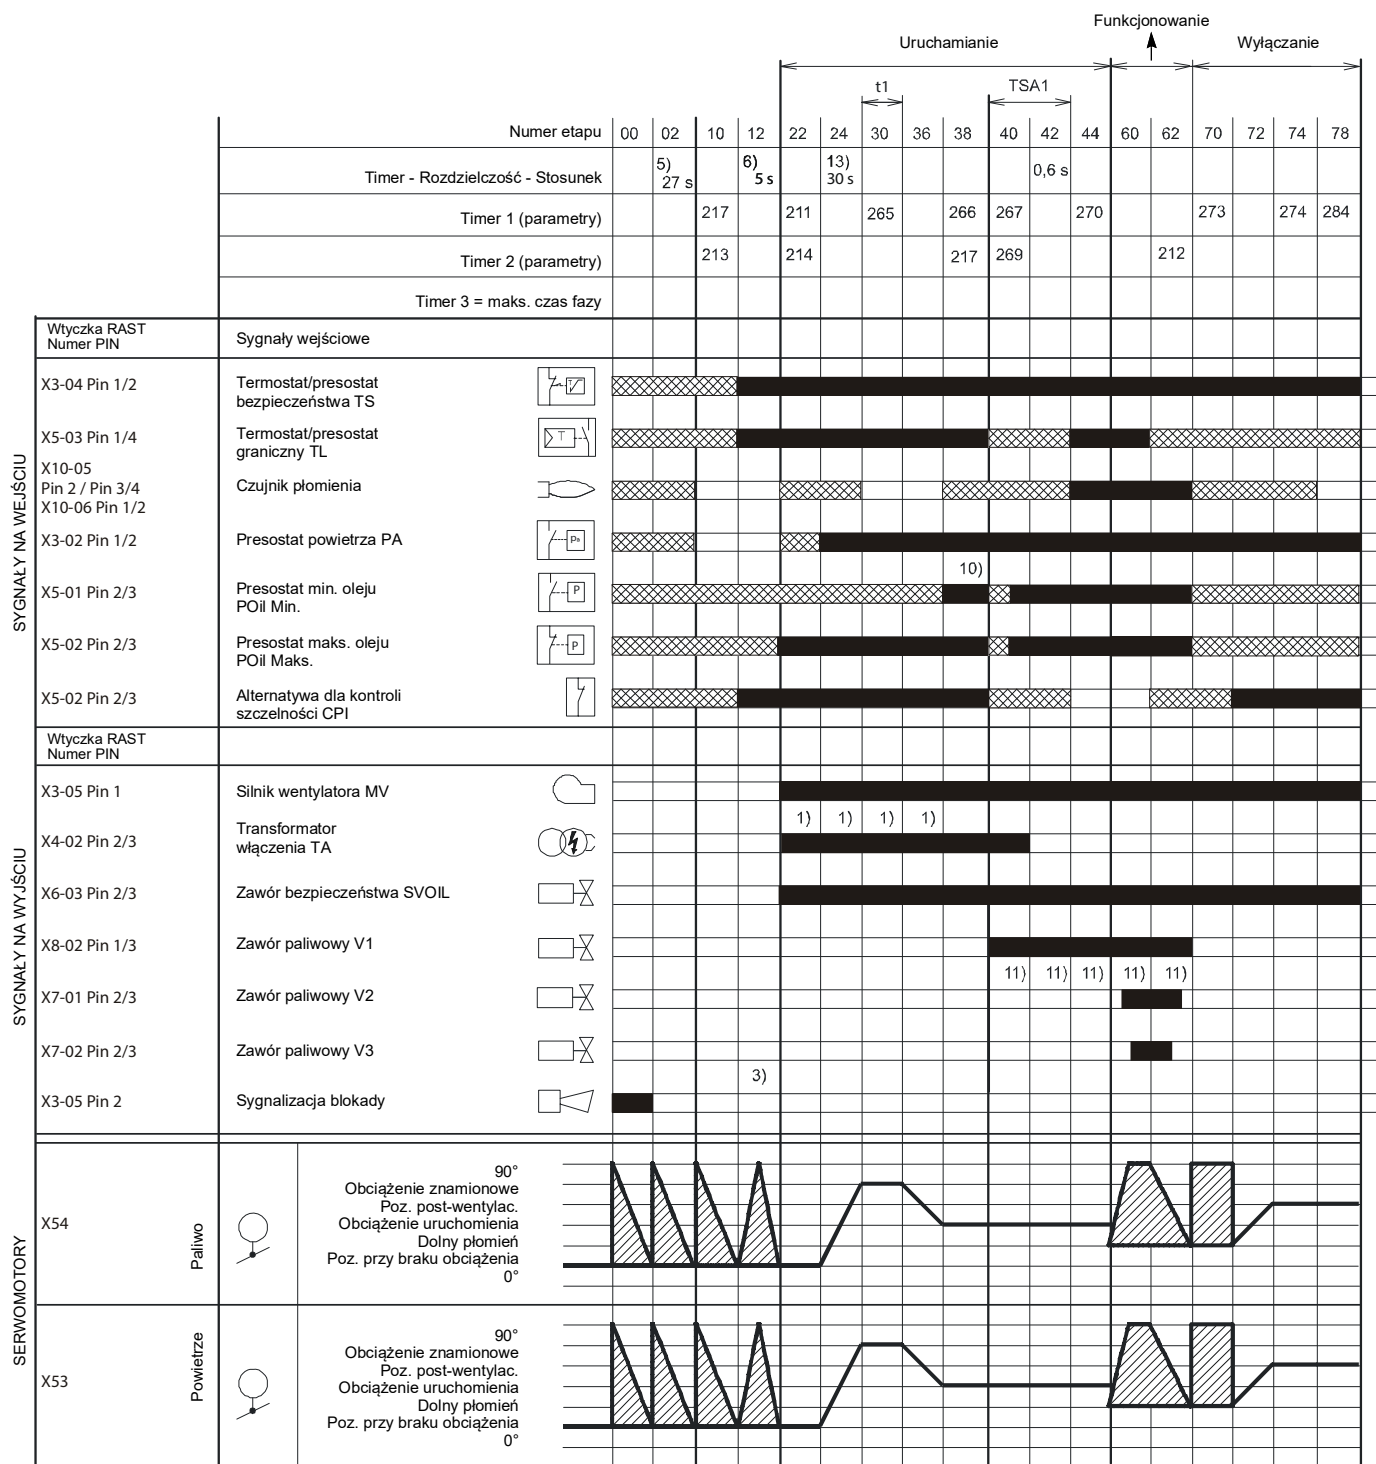 Funkcjonowanie
Uruchamianie
Wyłączanie
t1
TSA1
Numer etapu 00 02 10 12 22 24 30 36 38 40 42 44 60 62 70 72 74 78
5) 6) 13)
Timer - Rozdzielczość - Stosunek 27 s 5 s 30 s 0,6 s
Timer 1 (parametry) 217 211 265 266 267 270 273 274 284
Timer 2 (parametry) 213 214 217 269 212
Timer 3 = maks. czas fazy
Wtyczka RAST
Numer PIN
Sygnały wejściowe
SYGNAŁY NA WEJŚCIU
X3-04 Pin 1/2
Termostat/presostat
bezpieczeństwa TS
X5-03 Pin 1/4
Termostat/presostat
graniczny TL
T
X10-05
Pin 2 / Pin 3/4
X10-06 Pin 1/2
Czujnik płomienia
X3-02 Pin 1/2
Presostat powietrza PA
Pa
10)
X5-01 Pin 2/3
Presostat min. oleju
POil Min.
P
X5-02 Pin 2/3
Presostat maks. oleju
POil Maks.
P
X5-02 Pin 2/3
Alternatywa dla kontroli
szczelności CPI
Wtyczka RAST
Numer PIN
SYGNAŁY NA WYJŚCIU
X3-05 Pin 1
Silnik wentylatora MV
1) 1) 1) 1)
X4-02 Pin 2/3
Transformator
włączenia TA
X6-03 Pin 2/3
Zawór bezpieczeństwa SVOIL
X8-02 Pin 1/3
Zawór paliwowy V1
11) 11) 11) 11) 11)
X7-01 Pin 2/3
Zawór paliwowy V2
X7-02 Pin 2/3
Zawór paliwowy V3
3)
X3-05 Pin 2
Sygnalizacja blokady
SERWOMOTORY
X54
Paliwo
90°
Obciążenie znamionowe
Poz. post-wentylac.
Obciążenie uruchomienia
Dolny płomień
Poz. przy braku obciążenia
0°
X53
Powietrze
90°
Obciążenie znamionowe
Poz. post-wentylac.
Obciążenie uruchomienia
Dolny płomień
Poz. przy braku obciążenia
0°